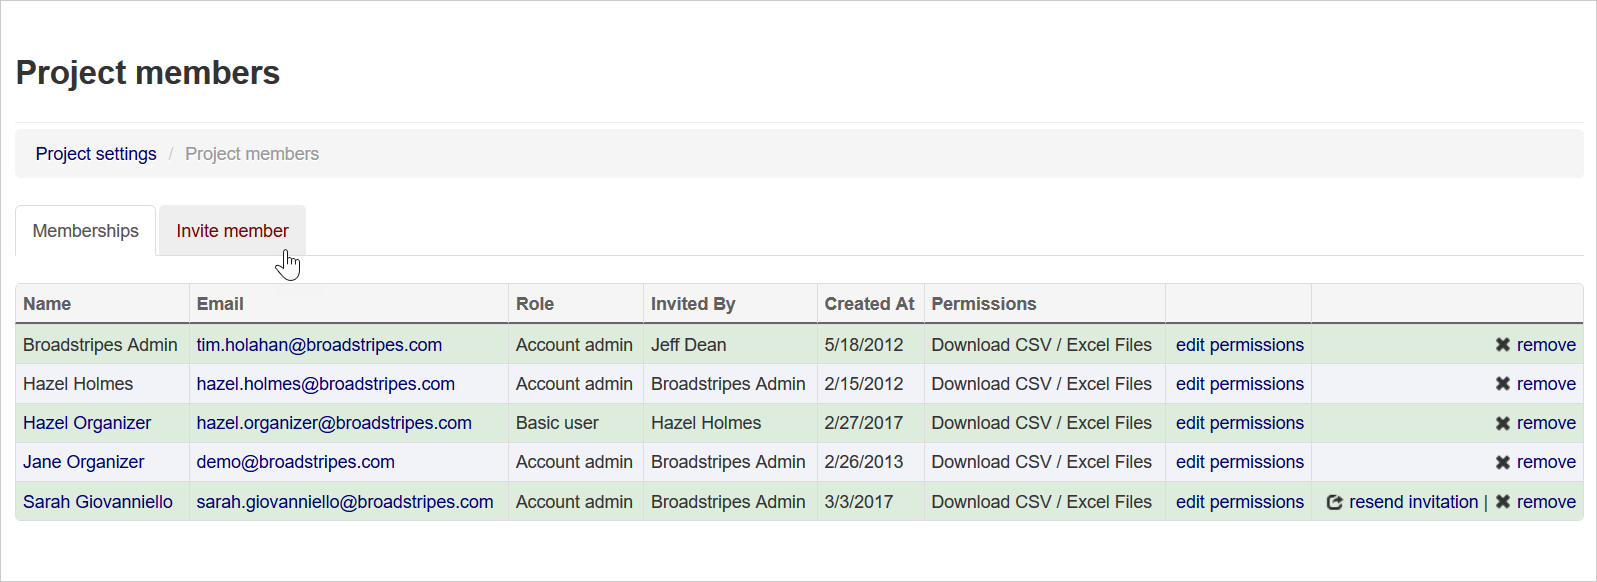 Project members
Project settings / Project members
Memberships Invite member
Name Email Role Invited By Created At Permissions
Broadstripes Admin tim.holahan@broadstripes.com Account admin Jeff Dean 5/18/2012 Download CSV / Excel Files edit permissions ✖ remove
Hazel Holmes hazel.holmes@broadstripes.com Account admin Broadstripes Admin 2/15/2012 Download CSV / Excel Files edit permissions ✖ remove
Hazel Organizer hazel.organizer@broadstripes.com Basic user Hazel Holmes 2/27/2017 Download CSV / Excel Files edit permissions ✖ remove
Jane Organizer demo@broadstripes.com Account admin Broadstripes Admin 2/26/2013 Download CSV / Excel Files edit permissions ✖ remove
Sarah Giovanniello sarah.giovanniello@broadstripes.com Account admin Broadstripes Admin 3/3/2017 Download CSV / Excel Files edit permissions resend invitation | ✖ remove